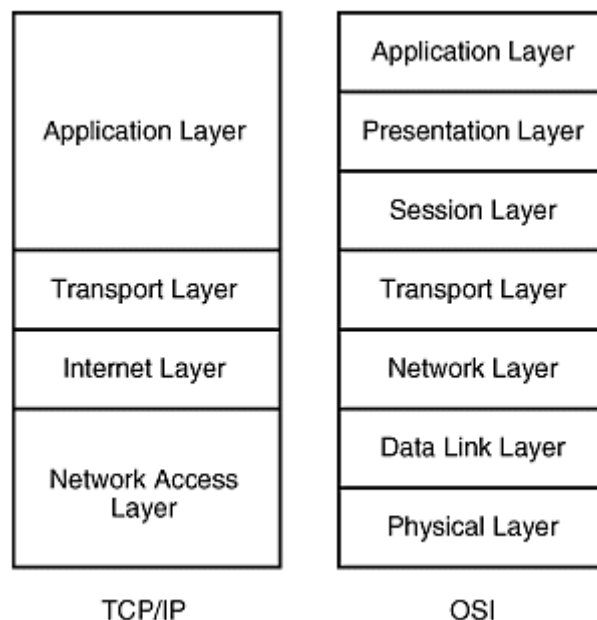 Application Layer
Transport Layer
Internet Layer
Network Access
Layer
TCP/IP
Application Layer
Presentation Layer
Session Layer
Transport Layer
Network Layer
Data Link Layer
Physical Layer
OSI